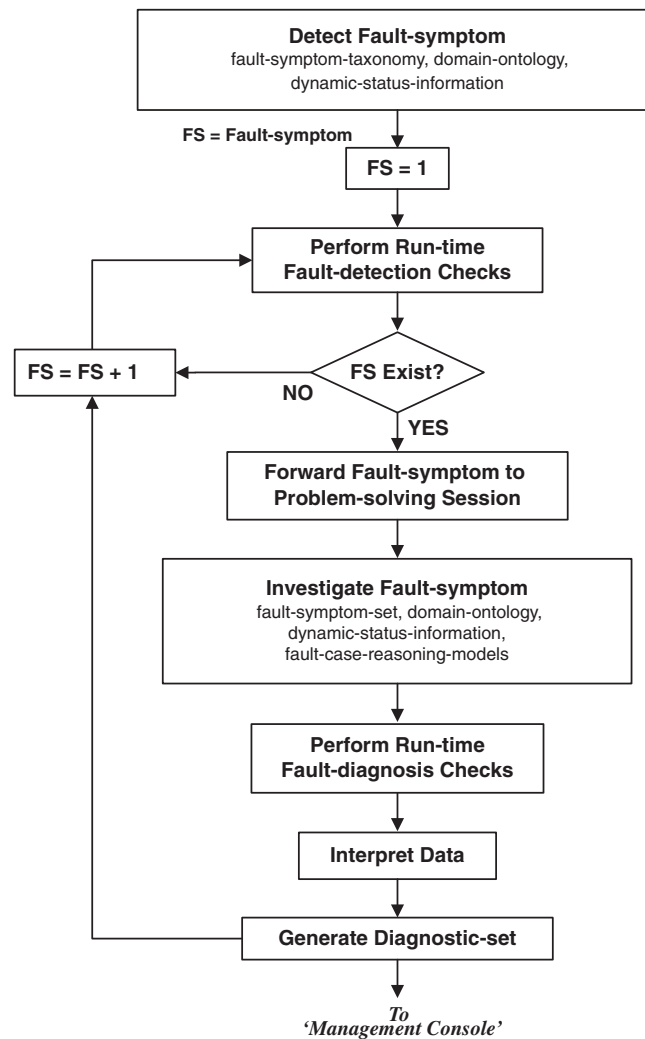 Detect Fault-symptom
fault-symptom-taxonomy, domain-ontology,
dynamic-status-information
FS = Fault-symptom
FS = 1
Perform Run-time
Fault-detection Checks
FS = FS + 1
FS Exist?
NO
YES
Forward Fault-symptom to
Problem-solving Session
Investigate Fault-symptom
fault-symptom-set, domain-ontology,
dynamic-status-information,
fault-case-reasoning-models
Perform Run-time
Fault-diagnosis Checks
Interpret Data
Generate Diagnostic-set
To
‘Management Console’